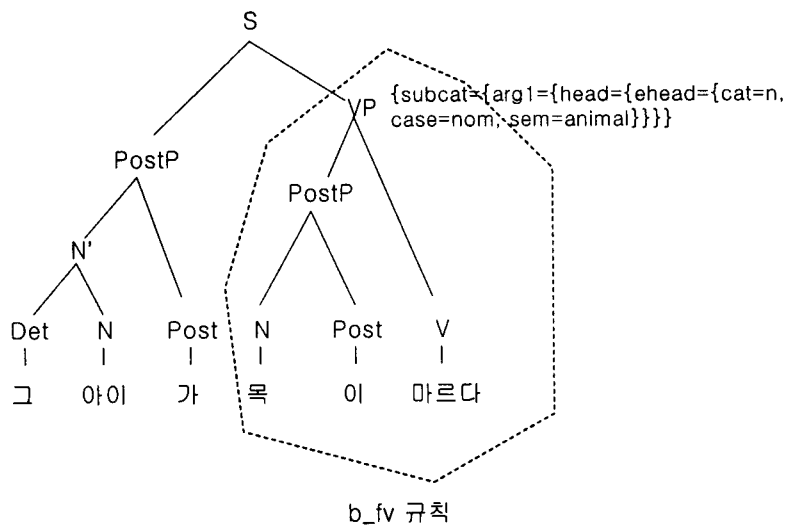 S
VP {subcat={arg1={head={ehead={cat=n,
case=nom, sem=animal}}}}
PostP
PostP
N'
Det N Post N Post V
그 아이 가 목 이 마르다
b_fv 규칙